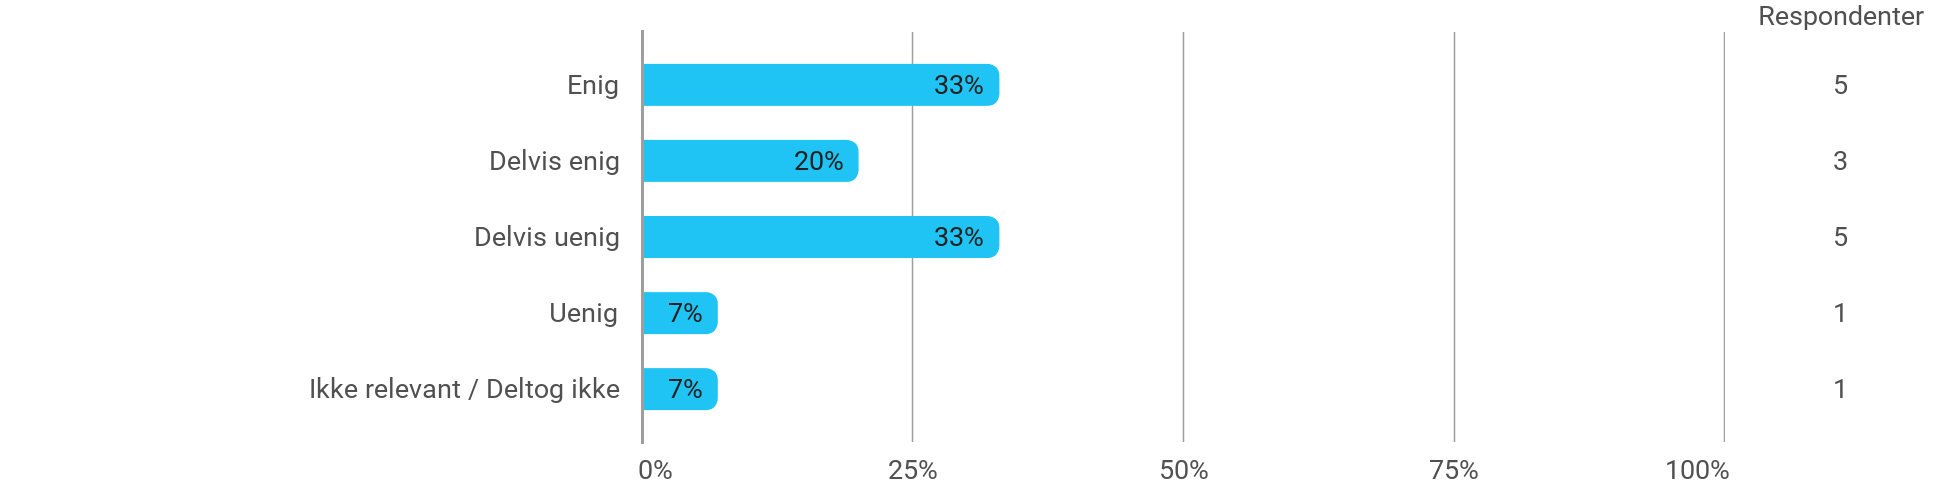 Respondenter
Enig 33% 5
Delvis enig 20% 3
Delvis uenig 33% 5
Uenig 7% 1
Ikke relevant / Deltog ikke 7% 1
0% 25% 50% 75% 100%